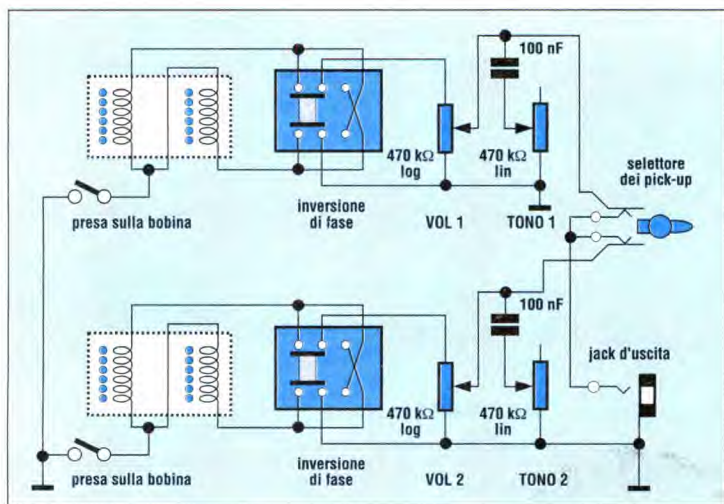 100 nF
470 kΩ
log
470 kΩ
lin
selettore
dei pick-up
presa sulla bobina
inversione
di fase
VOL 1
TONO 1
100 nF
jack d'uscita
470 kΩ
log
470 kΩ
lin
presa sulla bobina
inversione
di fase
VOL 2
TONO 2